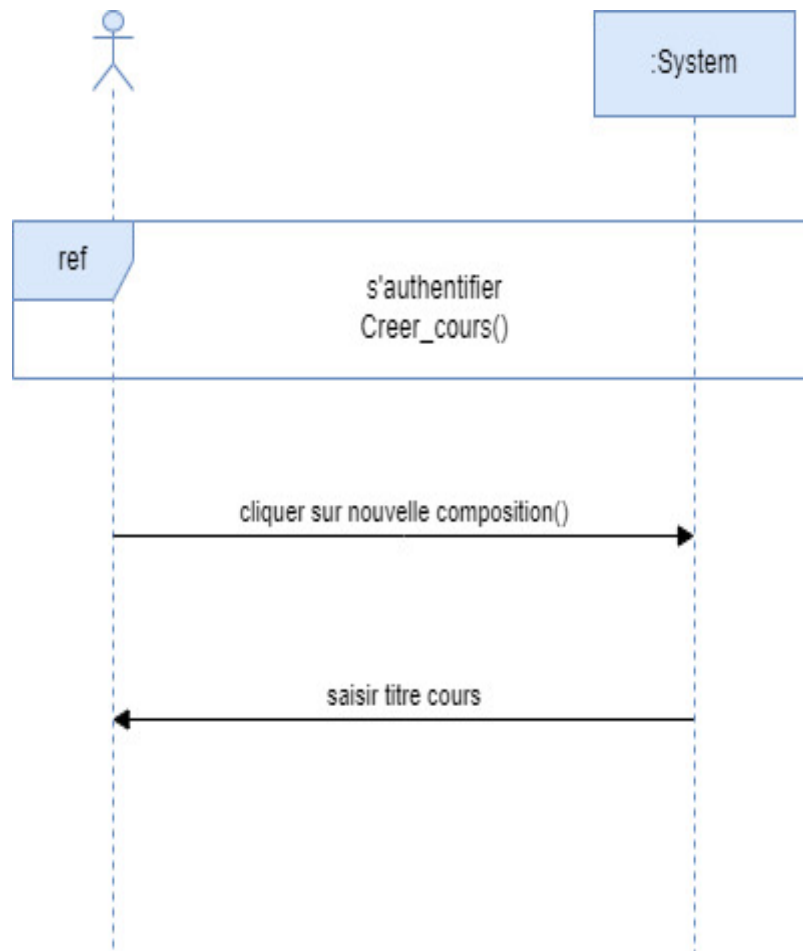 :System
ref
s'authentifier
Creer_cours()
cliquer sur nouvelle composition()
saisir titre cours